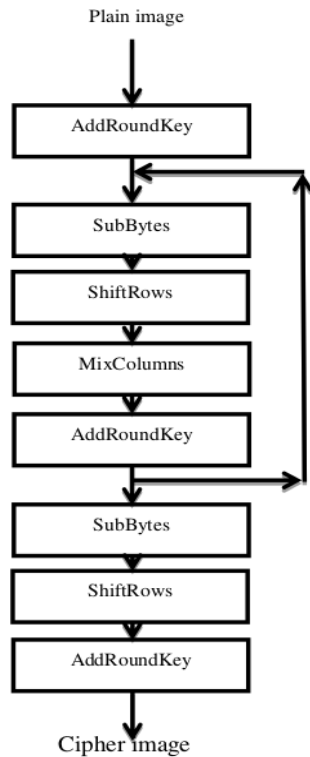 Plain image
AddRoundKey
SubBytes
ShiftRows
MixColumns
AddRoundKey
SubBytes
ShiftRows
AddRoundKey
Cipher image